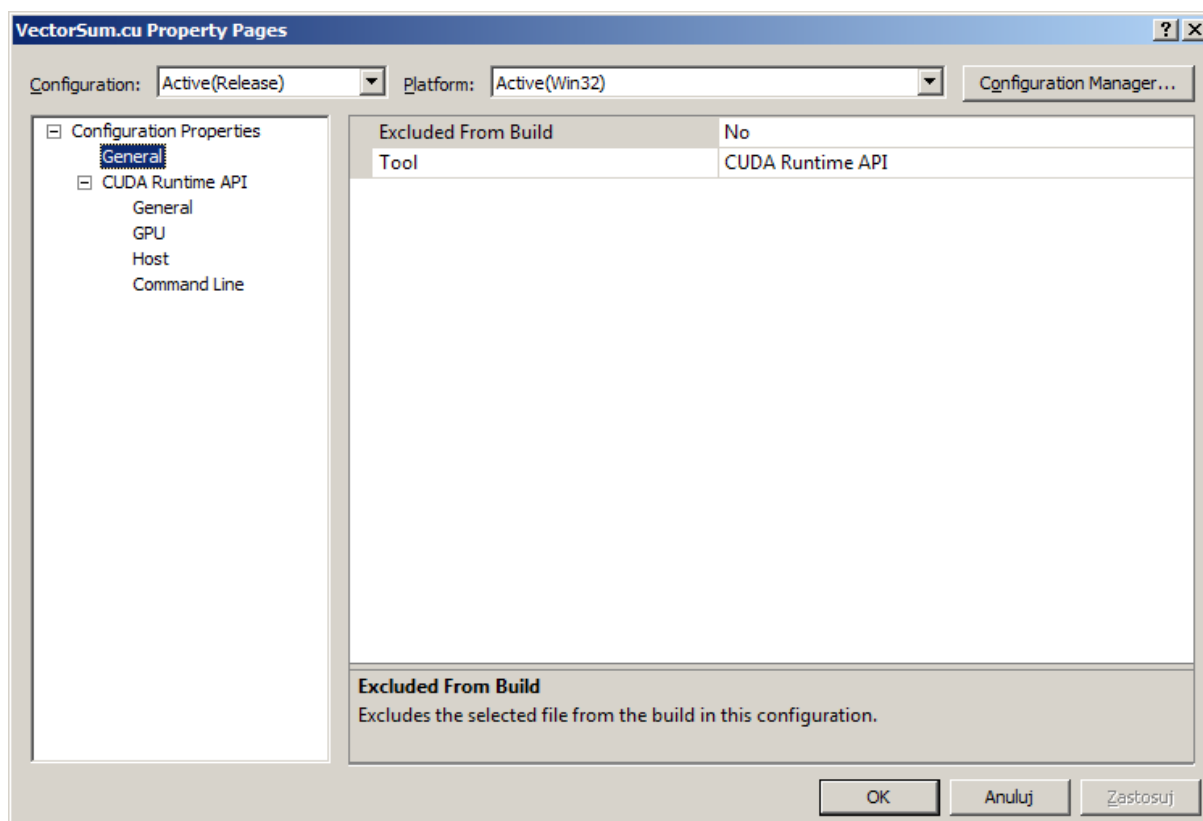 VectorSum.cu Property Pages
Configuration: Active(Release) Platform: Active(Win32) Configuration Manager...
Configuration Properties
General
CUDA Runtime API
General
GPU
Host
Command Line
Excluded From Build No
Tool CUDA Runtime API
Excluded From Build
Excludes the selected file from the build in this configuration.
OK Anuluj Zastosuj